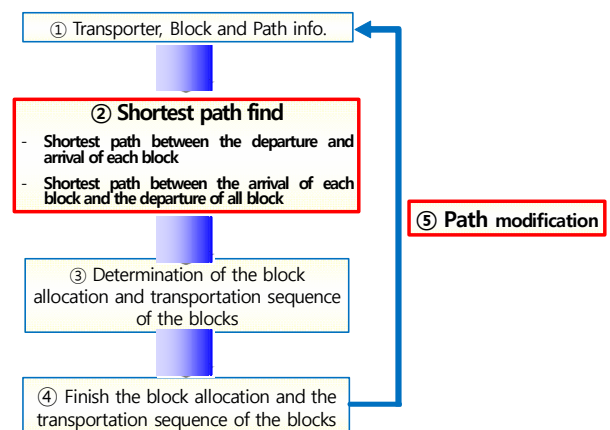 ① Transporter, Block and Path info.
② Shortest path find
- Shortest path between the departure and
arrival of each block
- Shortest path between the arrival of each
block and the departure of all block
⑤ Path modification
③ Determination of the block
allocation and transportation sequence
of the blocks
④ Finish the block allocation and the
transportation sequence of the blocks